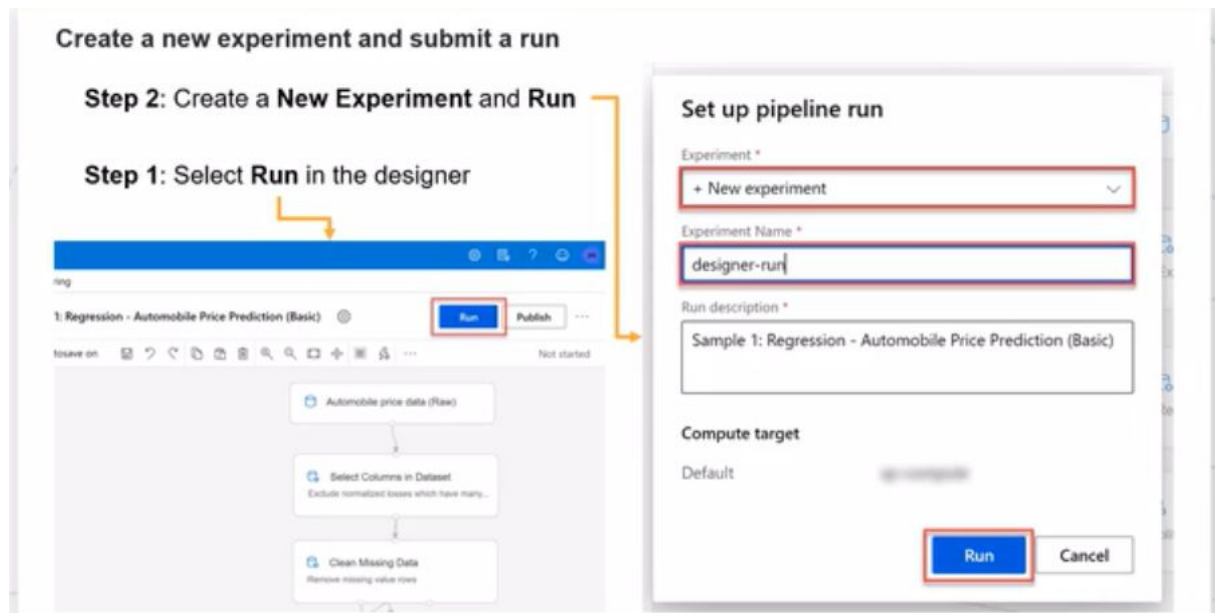 Create a new experiment and submit a run
Step 2: Create a New Experiment and Run
Step 1: Select Run in the designer
ring
1: Regression - Automobile Price Prediction (Basic)
Run
Publish
tosave on
Not started
Automobile price data (Raw)
Select Columns in Dataset
Exclude normalized losses which have many...
Clean Missing Data
Remove missing value rows
Set up pipeline run
Experiment *
+ New experiment
Experiment Name *
designer-run
Run description *
Sample 1: Regression - Automobile Price Prediction (Basic)
Compute target
Default
Run
Cancel